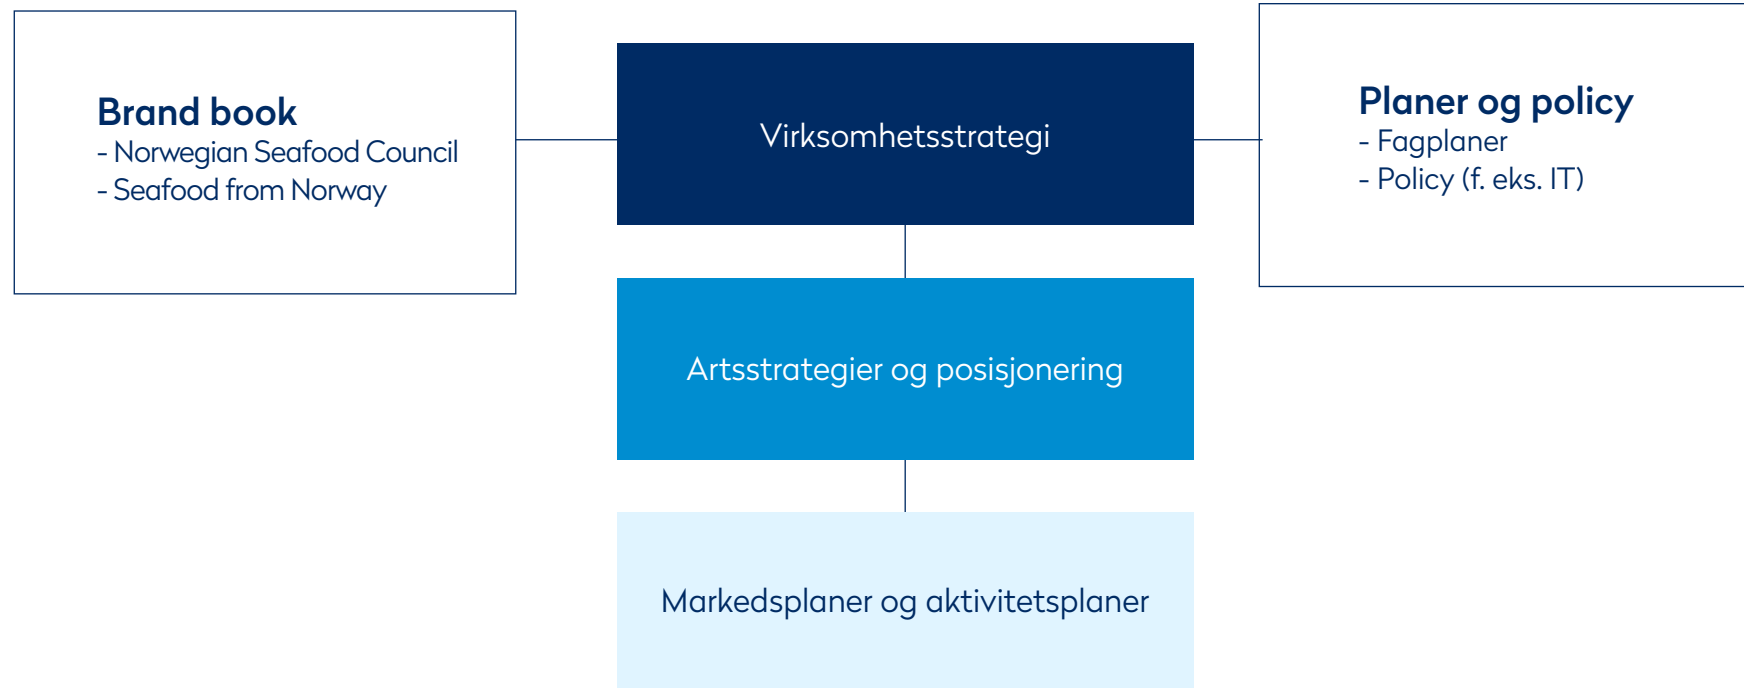 Brand book
- Norwegian Seafood Council
- Seafood from Norway
Virksomhetsstrategi
Planer og policy
- Fagplaner
- Policy (f. eks. IT)
Artsstrategier og posisjonering
Markedsplaner og aktivitetsplaner